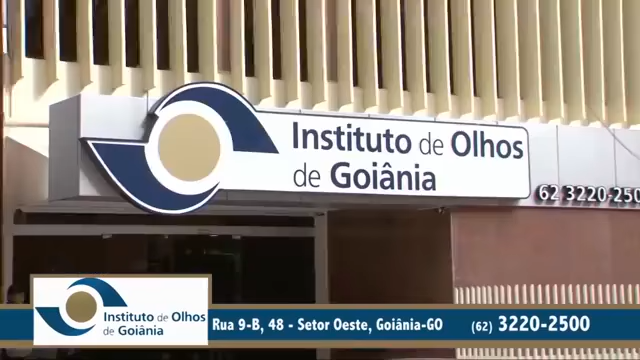 Instituto de Olhos
de Goiânia
62 3220-250
Instituto de Olhos
de Goiânia
Rua 9-B, 48 - Setor Oeste, Goiânia-GO
(62) 3220-2500